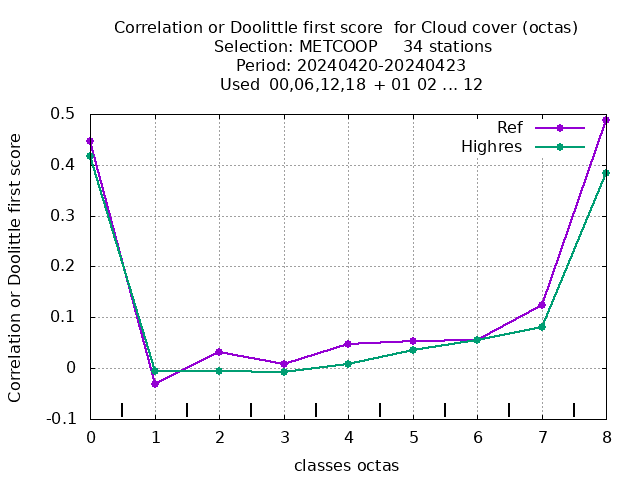 Correlation or Doolittle first score  for Cloud cover (octas)
Selection: METCOOP     34 stations
Period: 20240420-20240423
Used  00,06,12,18  + 01 02 ... 12
Correlation or Doolittle first score
0.5
0.4
0.3
0.2
0.1
0
-0.1
Ref
Highres
0 1 2 3 4 5 6 7 8
classes octas